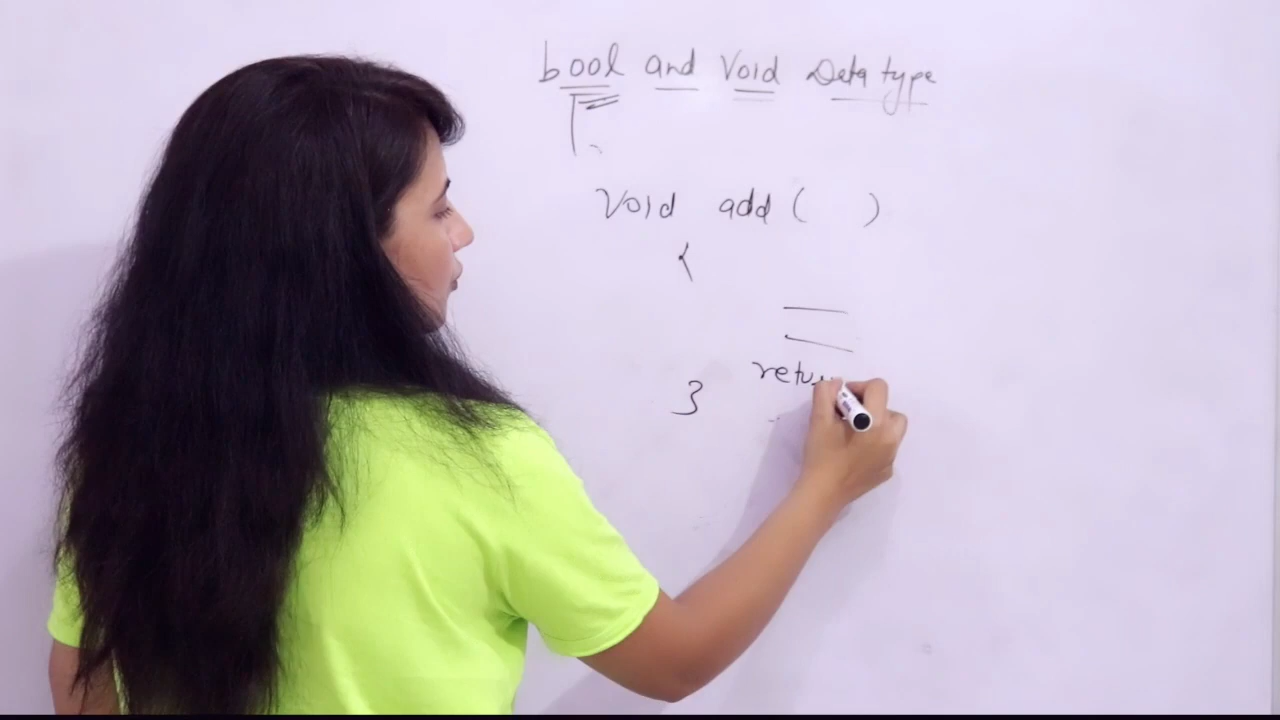 bool and Void Data type
Void add ( )
{
retu
}